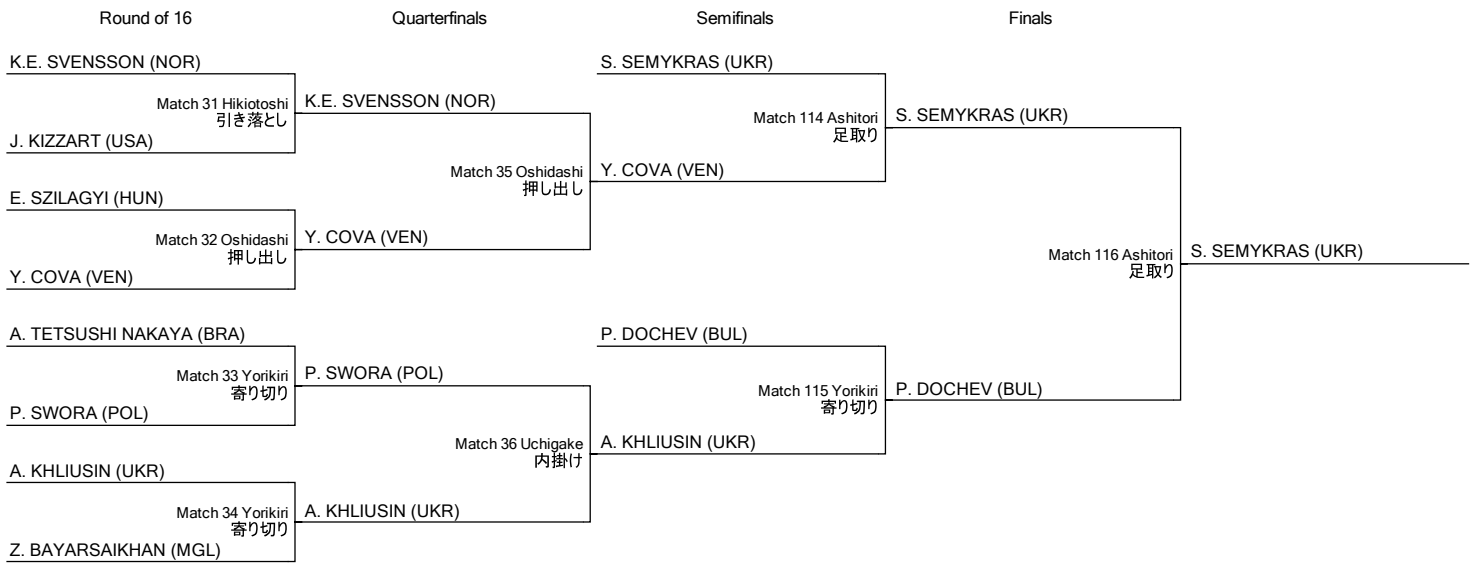 Round of 16
Quarterfinals
Semifinals
Finals
K.E. SVENSSON (NOR)
Match 31 Hikiotoshi
引き落とし
J. KIZZART (USA)
E. SZILAGYI (HUN)
Match 32 Oshidashi
押し出し
Y. COVA (VEN)
A. TETSUSHI NAKAYA (BRA)
Match 33 Yorikiri
寄り切り
P. SWORA (POL)
A. KHLIUSIN (UKR)
Match 34 Yorikiri
寄り切り
Z. BAYARSAIKHAN (MGL)
K.E. SVENSSON (NOR)
Match 35 Oshidashi
押し出し
Y. COVA (VEN)
P. SWORA (POL)
Match 36 Uchigake
内掛け
A. KHLIUSIN (UKR)
S. SEMYKRAS (UKR)
Match 114 Ashitori
足取り
Y. COVA (VEN)
P. DOCHEV (BUL)
Match 115 Yorikiri
寄り切り
A. KHLIUSIN (UKR)
S. SEMYKRAS (UKR)
Match 116 Ashitori
足取り
P. DOCHEV (BUL)
S. SEMYKRAS (UKR)